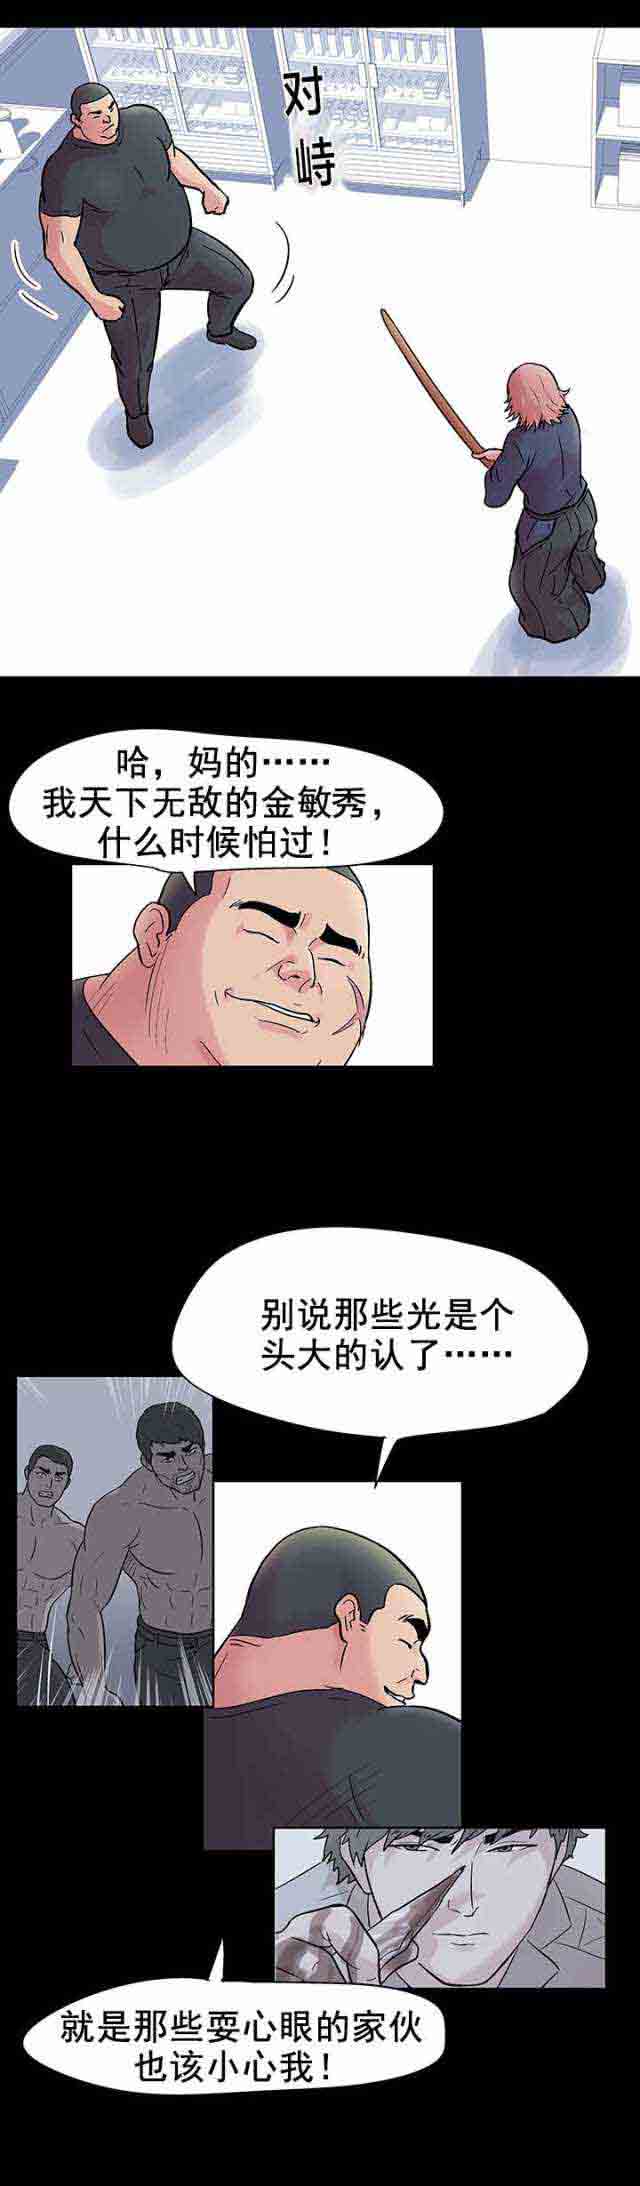 对
峙
哈，妈的……
我天下无敌的金敏秀，
什么时候怕过！
别说那些光是个
头大的认了……
就是那些耍心眼的家伙
也该小心我！